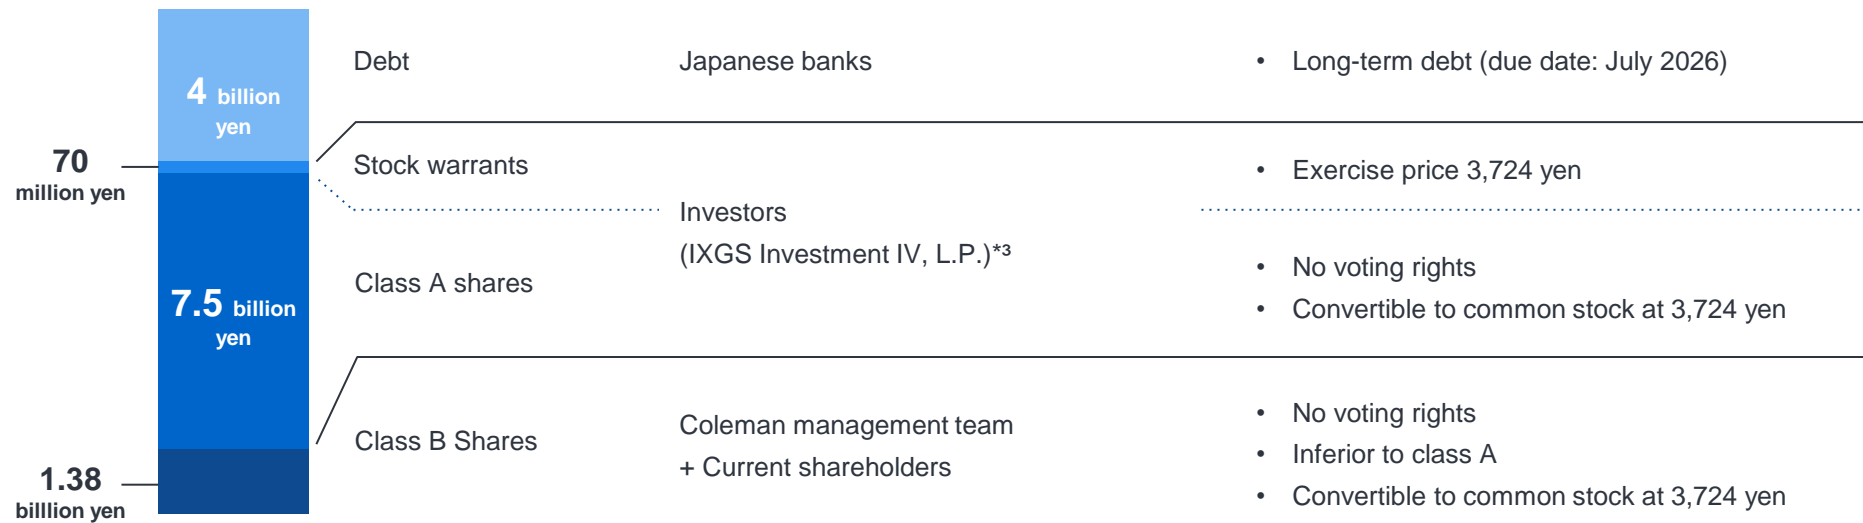 4 billion
yen
70
million yen
7.5 billion
yen
1.38
billlion yen
Debt
Japanese banks
• Long-term debt (due date: July 2026)
Stock warrants
• Exercise price 3,724 yen
Investors
(IXGS Investment IV, L.P.)*³
Class A shares
• No voting rights
• Convertible to common stock at 3,724 yen
Class B Shares
Coleman management team
+ Current shareholders
• No voting rights
• Inferior to class A
• Convertible to common stock at 3,724 yen